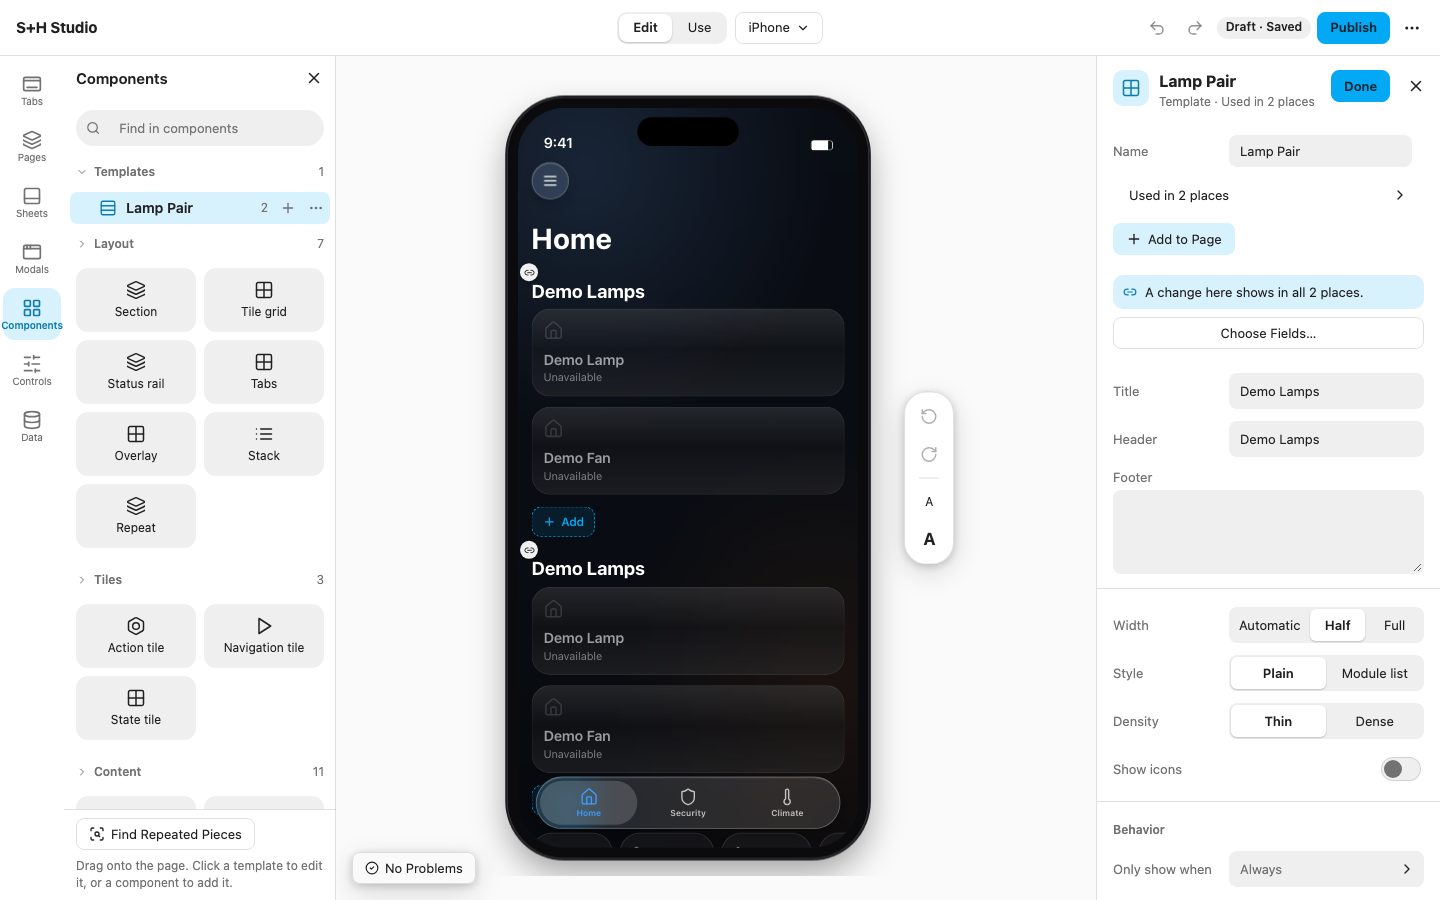 S+H Studio
Edit
Use
iPhone
Draft · Saved
Publish
Tabs
Pages
Sheets
Modals
Components
Controls
Data
Components
Find in components
Templates
1
Lamp Pair
2
Layout
7
Section
Tile grid
Status rail
Tabs
Overlay
Stack
Repeat
Tiles
3
Action tile
Navigation tile
State tile
Content
11
Find Repeated Pieces
Drag onto the page. Click a template to edit
it, or a component to add it.
9:41
Home
Demo Lamps
Demo Lamp
Unavailable
Demo Fan
Unavailable
Add
Demo Lamps
Demo Lamp
Unavailable
Demo Fan
Unavailable
Home
Security
Climate
No Problems
A
A
Lamp Pair
Template · Used in 2 places
Done
Name
Lamp Pair
Used in 2 places
Add to Page
A change here shows in all 2 places.
Choose Fields...
Title
Demo Lamps
Header
Demo Lamps
Footer
Width
Automatic
Half
Full
Style
Plain
Module list
Density
Thin
Dense
Show icons
Behavior
Only show when
Always